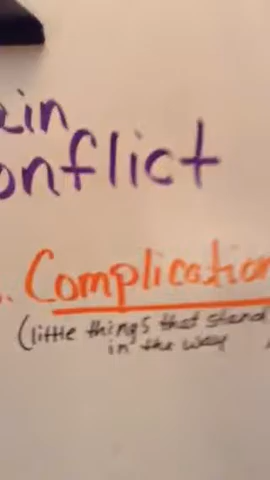 ain
onflict
. Complication
(little things that stand
in the way